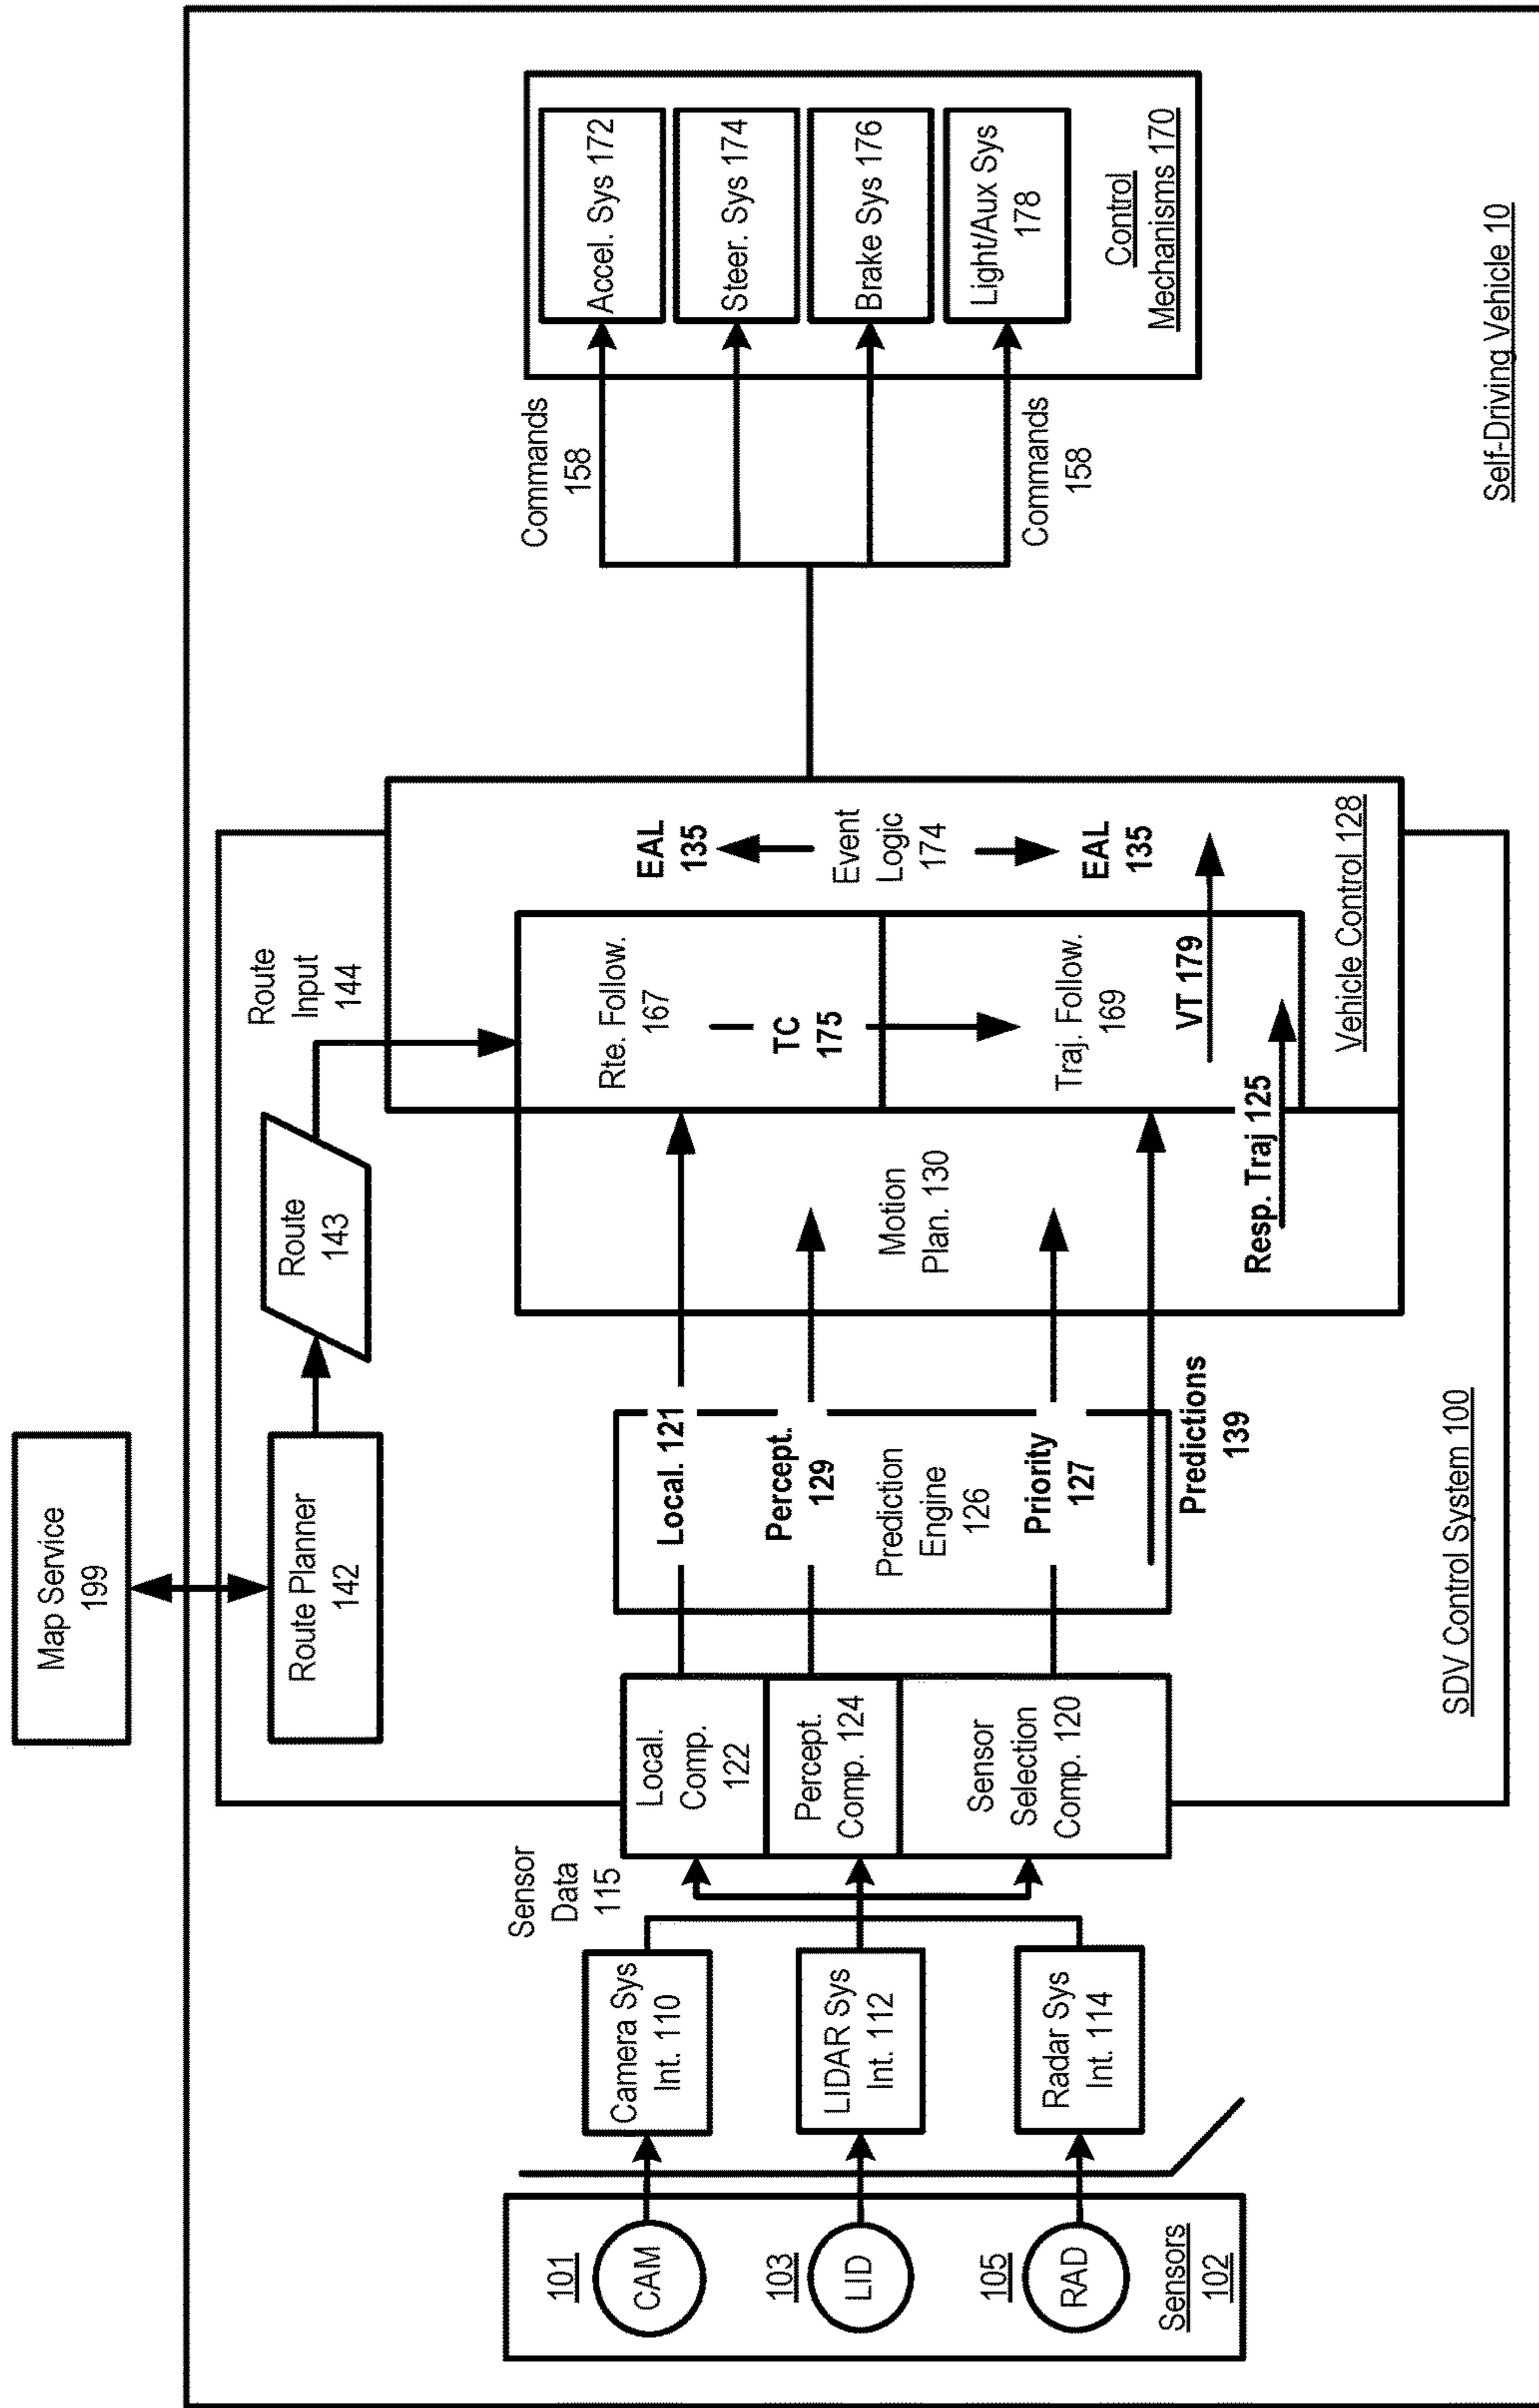 Map Service
199
Route Planner
142
Route
143
Route
Input
144
Sensors
102
101
CAM
103
LID
105
RAD
Camera Sys
Int. 110
LIDAR Sys
Int. 112
Radar Sys
Int. 114
Sensor
Data
115
Local.
Comp.
122
Percept.
Comp. 124
Sensor
Selection
Comp. 120
Local. 121
Percept.
129
Prediction
Engine
126
Priority
127
Predictions
139
Motion
Plan. 130
Resp. Traj 125
Rte. Follow.
167
TC
175
Traj. Follow.
169
VT 179
EAL
135
Event
Logic
174
EAL
135
Vehicle Control 128
SDV Control System 100
Commands
158
Commands
158
Accel. Sys 172
Steer. Sys 174
Brake Sys 176
Light/Aux Sys
178
Control
Mechanisms 170
Self-Driving Vehicle 10